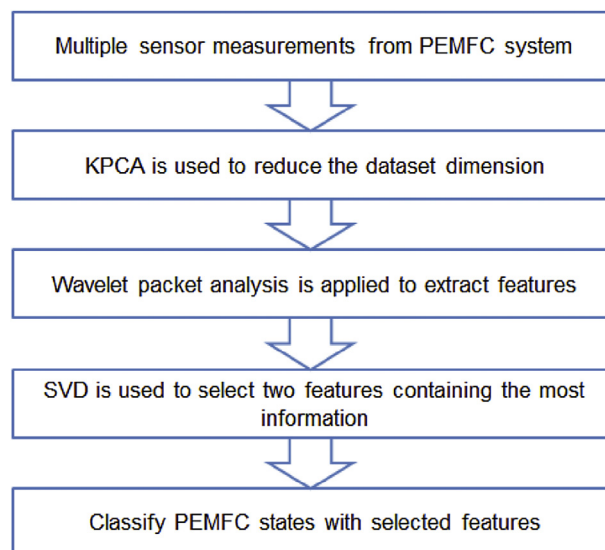 Multiple sensor measurements from PEMFC system
KPCA is used to reduce the dataset dimension
Wavelet packet analysis is applied to extract features
SVD is used to select two features containing the most
information
Classify PEMFC states with selected features